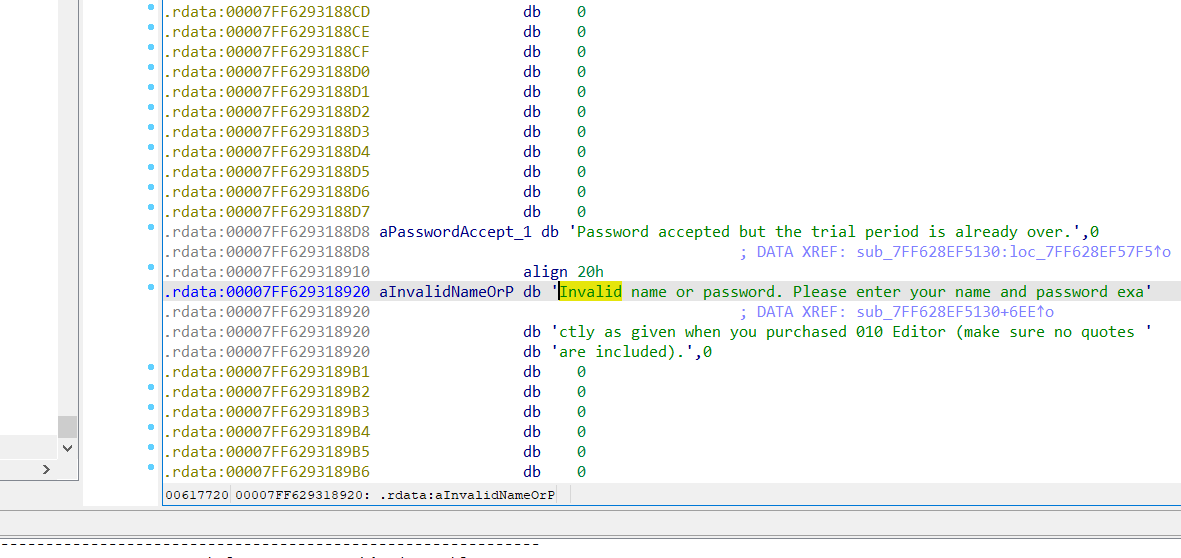 .rdata:00007FF6293188CD db 0
.rdata:00007FF6293188CE db 0
.rdata:00007FF6293188CF db 0
.rdata:00007FF6293188D0 db 0
.rdata:00007FF6293188D1 db 0
.rdata:00007FF6293188D2 db 0
.rdata:00007FF6293188D3 db 0
.rdata:00007FF6293188D4 db 0
.rdata:00007FF6293188D5 db 0
.rdata:00007FF6293188D6 db 0
.rdata:00007FF6293188D7 db 0
.rdata:00007FF6293188D8 aPasswordAccept_1 db 'Password accepted but the trial period is already over.',0
.rdata:00007FF6293188D8 ; DATA XREF: sub_7FF628EF5130:loc_7FF628EF57F5↑o
.rdata:00007FF629318910 align 20h
.rdata:00007FF629318920 aInvalidNameOrP db 'Invalid name or password. Please enter your name and password exa'
.rdata:00007FF629318920 ; DATA XREF: sub_7FF628EF5130+6EE↑o
.rdata:00007FF629318920 db 'ctly as given when you purchased 010 Editor (make sure no quotes '
.rdata:00007FF629318920 db 'are included).',0
.rdata:00007FF6293189B1 db 0
.rdata:00007FF6293189B2 db 0
.rdata:00007FF6293189B3 db 0
.rdata:00007FF6293189B4 db 0
.rdata:00007FF6293189B5 db 0
.rdata:00007FF6293189B6 db 0
00617720 00007FF629318920: .rdata:aInvalidNameOrP